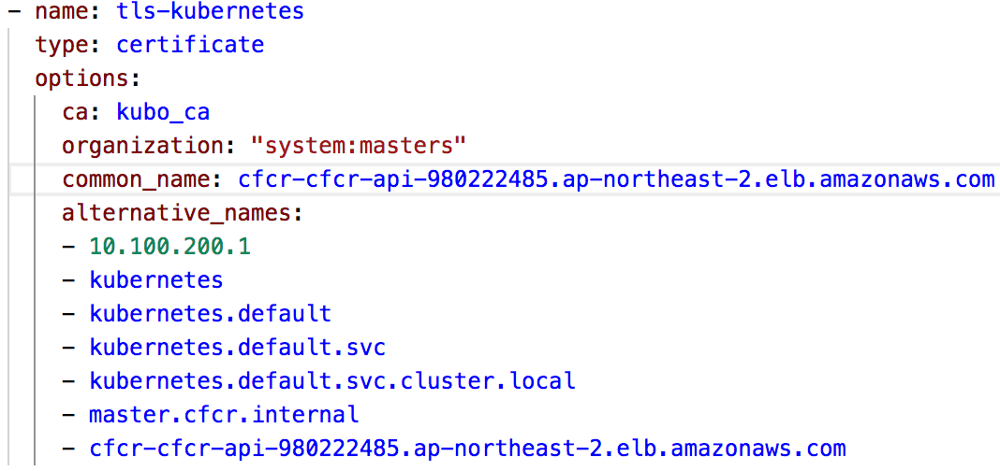 - name: tls-kubernetes
type: certificate
options:
ca: kubo_ca
organization: "system:masters"
common_name: cfcr-cfcr-api-980222485.ap-northeast-2.elb.amazonaws.com
alternative_names:
- 10.100.200.1
- kubernetes
- kubernetes.default
- kubernetes.default.svc
- kubernetes.default.svc.cluster.local
- master.cfcr.internal
- cfcr-cfcr-api-980222485.ap-northeast-2.elb.amazonaws.com